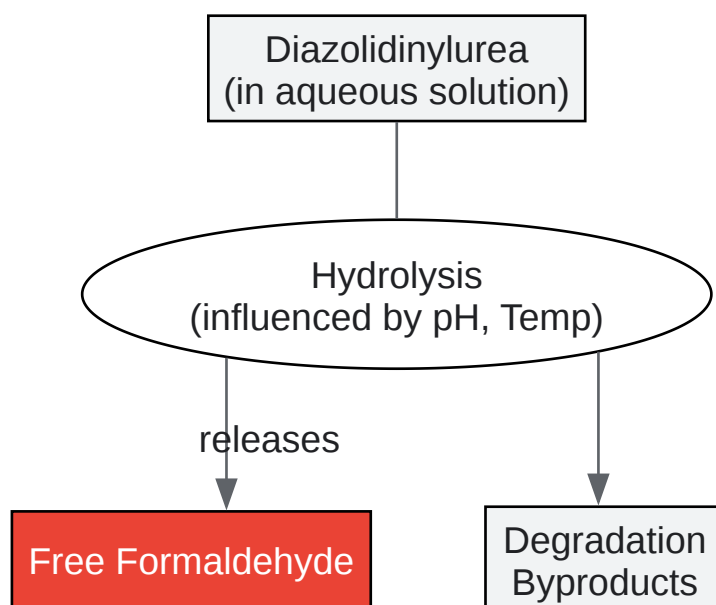 Diazolidinylurea
(in aqueous solution)
Hydrolysis
(influenced by pH, Temp)
releases
Free Formaldehyde
Degradation
Byproducts